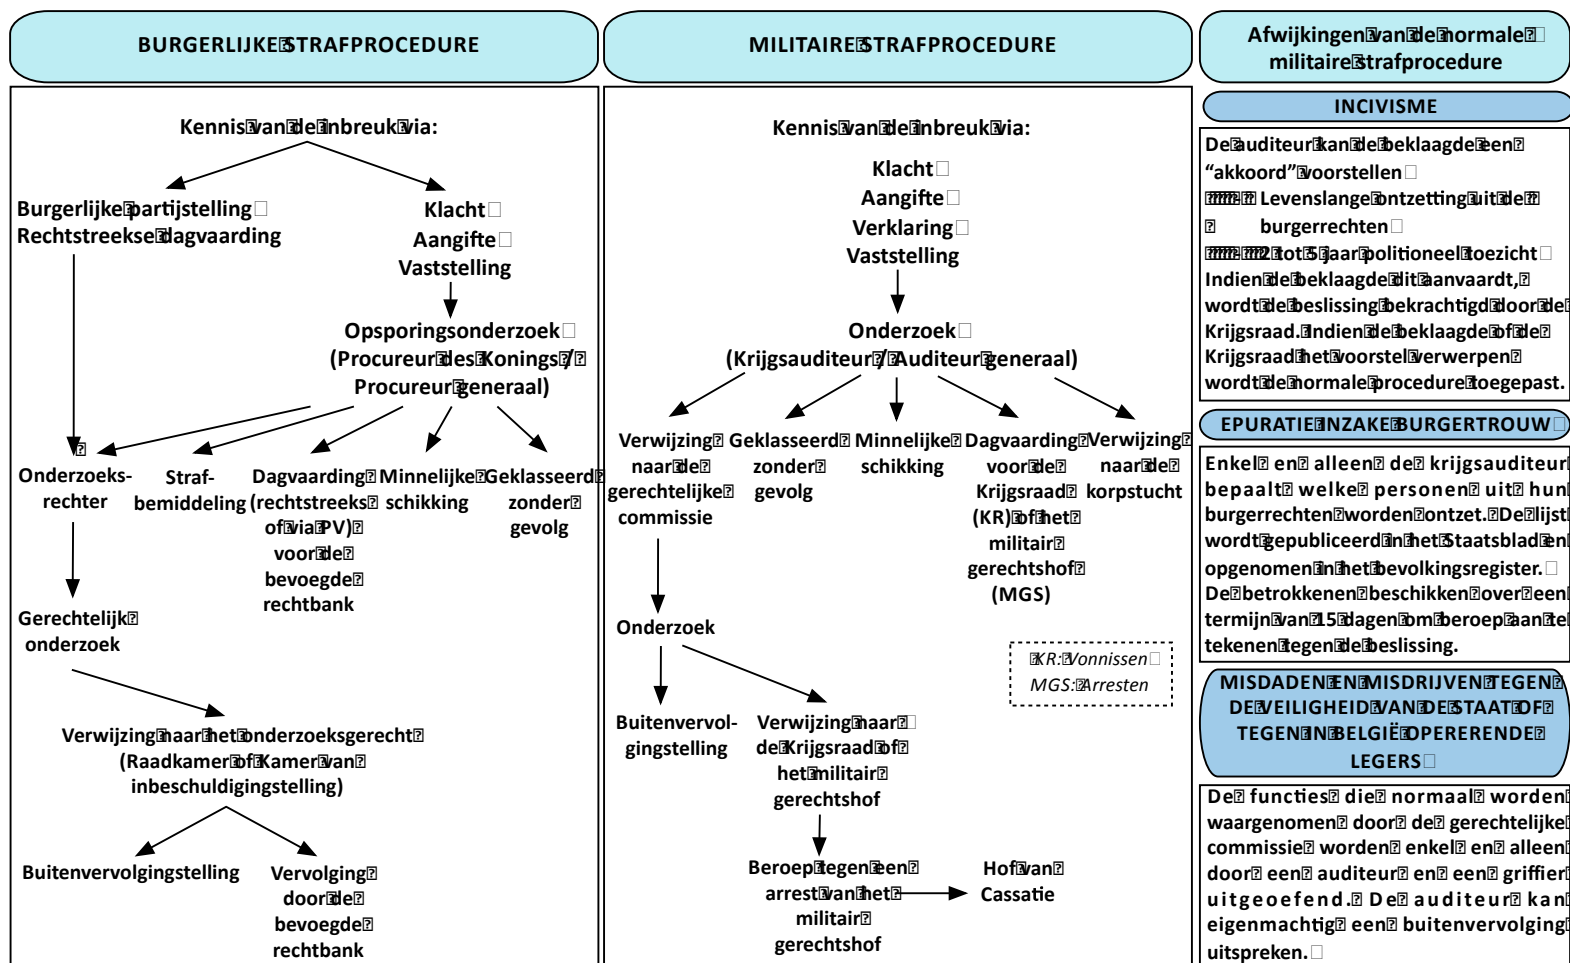 BURGERLIJKE STRAFPROCEDURE
Kennis van de inbreuk via:
Burgerlijke partijstelling
Rechtstreekse dagvaarding
Klacht
Aangifte
Vaststelling
Opsporingsonderzoek
(Procureur des Konings /
Procureur generaal)
Onderzoeks-
rechter
Straf-
bemiddeling
Dagvaarding
(rechtstreeks
of via PV)
voor de
bevoegde
rechtbank
Minnelijke
schikking
Geklasseerd
zonder
gevolg
Gerechtelijk
onderzoek
Verwijzing naar het onderzoeksgerecht
(Raadkamer of Kamer van
inbeschuldigingstelling)
Buitenvervolgingstelling
Vervolging
door de
bevoegde
rechtbank
MILITAIRE STRAFPROCEDURE
Kennis van de inbreuk via:
Klacht
Aangifte
Verklaring
Vaststelling
Onderzoek
(Krijgsauditeur / Auditeur generaal)
Verwijzing
naar de
gerechtelijke
commissie
Geklasseerd
zonder
gevolg
Minnelijke
schikking
Dagvaarding
voor de
Krijgsraad
(KR) of het
militair
gerechtshof
(MGS)
Verwijzing
naar de
korpstucht
Onderzoek
KR: Vonnissen
MGS: Arresten
Buitenvervol-
gingstelling
Verwijzing naar
de Krijgsraad of
het militair
gerechtshof
Beroep tegen een
arrest van het
militair
gerechtshof
Hof van
Cassatie
Afwijkingen van de normale
militaire strafprocedure
INCIVISME
De auditeur kan de beklaagde een
“akkoord” voorstellen
- Levenslange ontzetting uit de
burgerrechten
- 2 tot 5 jaar politioneel toezicht
Indien de beklaagde dit aanvaardt,
wordt de beslissing bekrachtigd door de
Krijgsraad. Indien de beklaagde of de
Krijgsraad het voorstel verwerpen
wordt de normale procedure toegepast.
EPURATIE INZAKE BURGERTROUW
Enkel en alleen de krijgsauditeur
bepaalt welke personen uit hun
burgerrechten worden ontzet. De lijst
wordt gepubliceerd in het Staatsblad en
opgenomen in het bevolkingsregister.
De betrokkenen beschikken over een
termijn van 15 dagen om beroep aan te
tekenen tegen de beslissing.
MISDADEN EN MISDRIJVEN TEGEN
DE VEILIGHEID VAN DE STAAT OF
TEGEN IN BELGIË OPERERENDE
LEGERS
De functies die normaal worden
waargenomen door de gerechtelijke
commissie worden enkel en alleen
door een auditeur en een griffier
uitgeoefend. De auditeur kan
eigenmachtig een buitenvervolging
uitspreken.